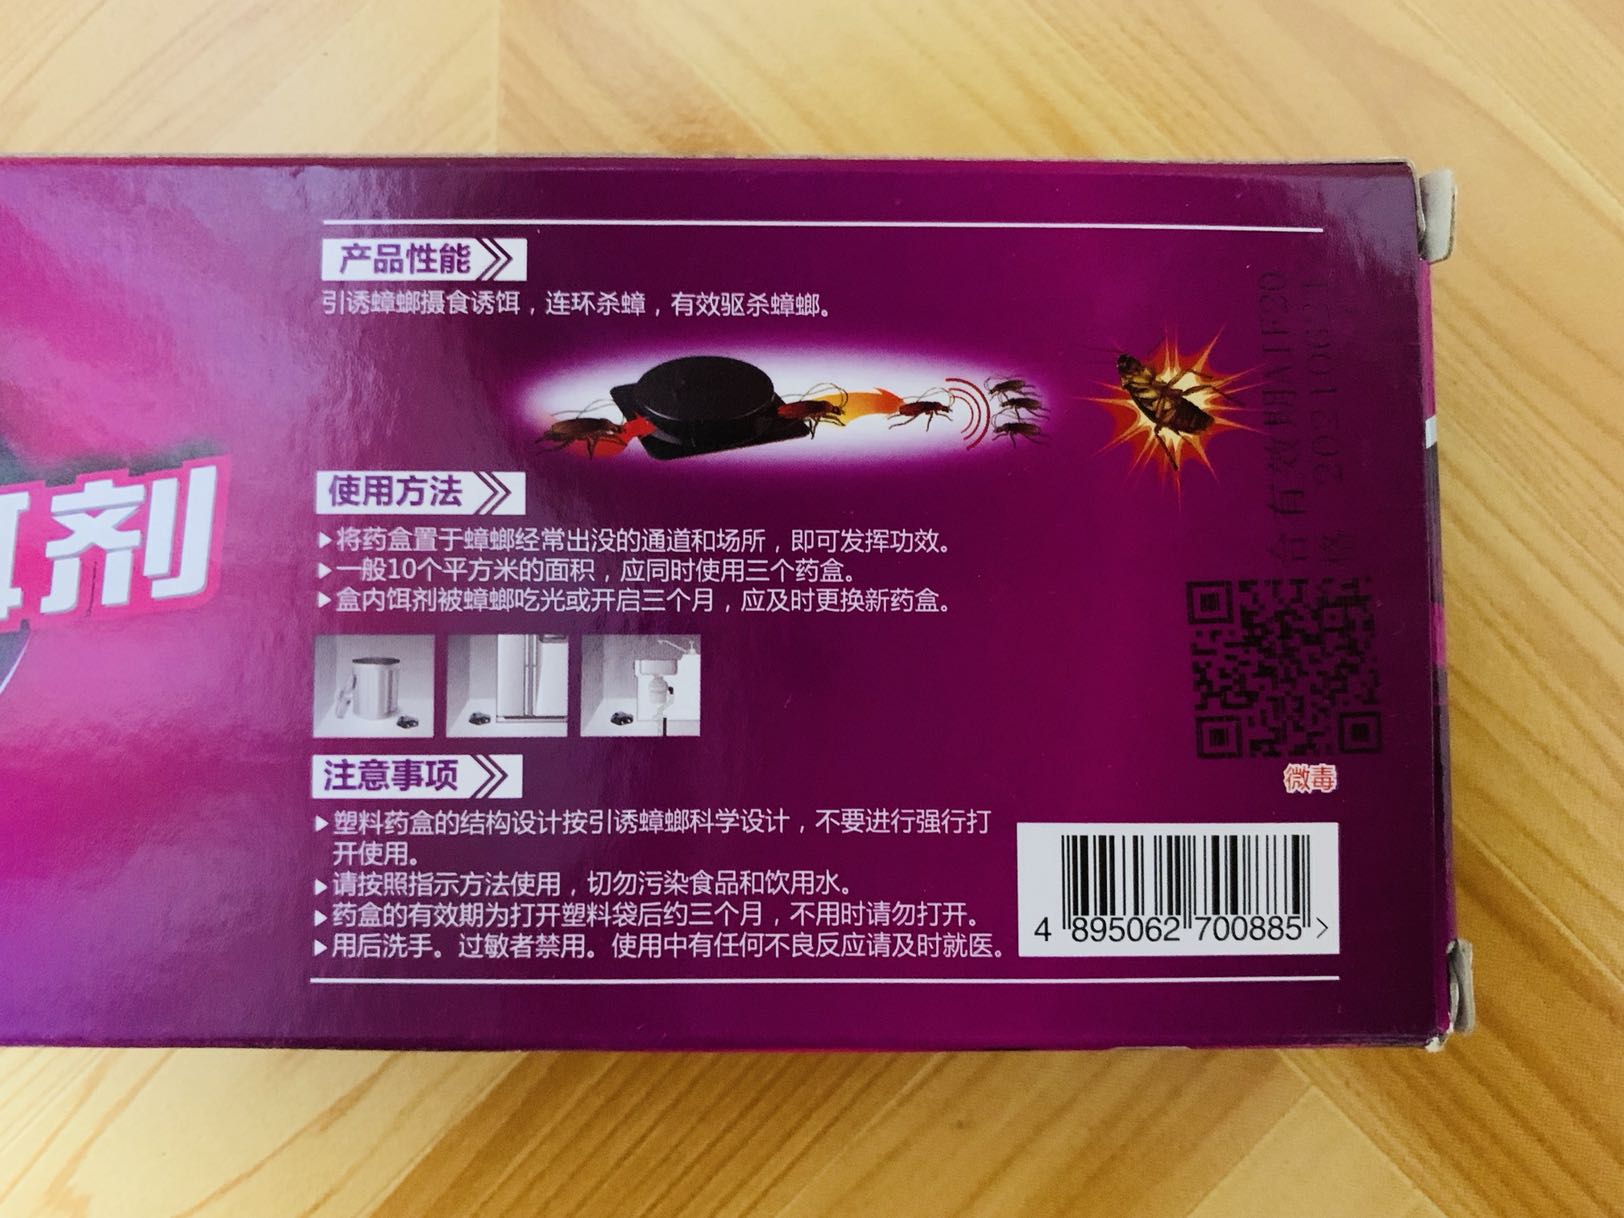 剂
产品性能
引诱蟑螂摄食诱饵，连环杀蟑，有效驱杀蟑螂。
使用方法
▶将药盒置于蟑螂经常出没的通道和场所，即可发挥功效。
▶一般10个平方米的面积，应同时使用三个药盒。
▶盒内饵剂被蟑螂吃光或开启三个月，应及时更换新药盒。
注意事项
▶塑料药盒的结构设计按引诱蟑螂科学设计，不要进行强行打
开使用。
▶请按照指示方法使用，切勿污染食品和饮用水。
▶药盒的有效期为打开塑料袋后约三个月，不用时请勿打开。
▶用后洗手。过敏者禁用。使用中有任何不良反应请及时就医。
合 有效期
格
微毒
4 895062 700885 >